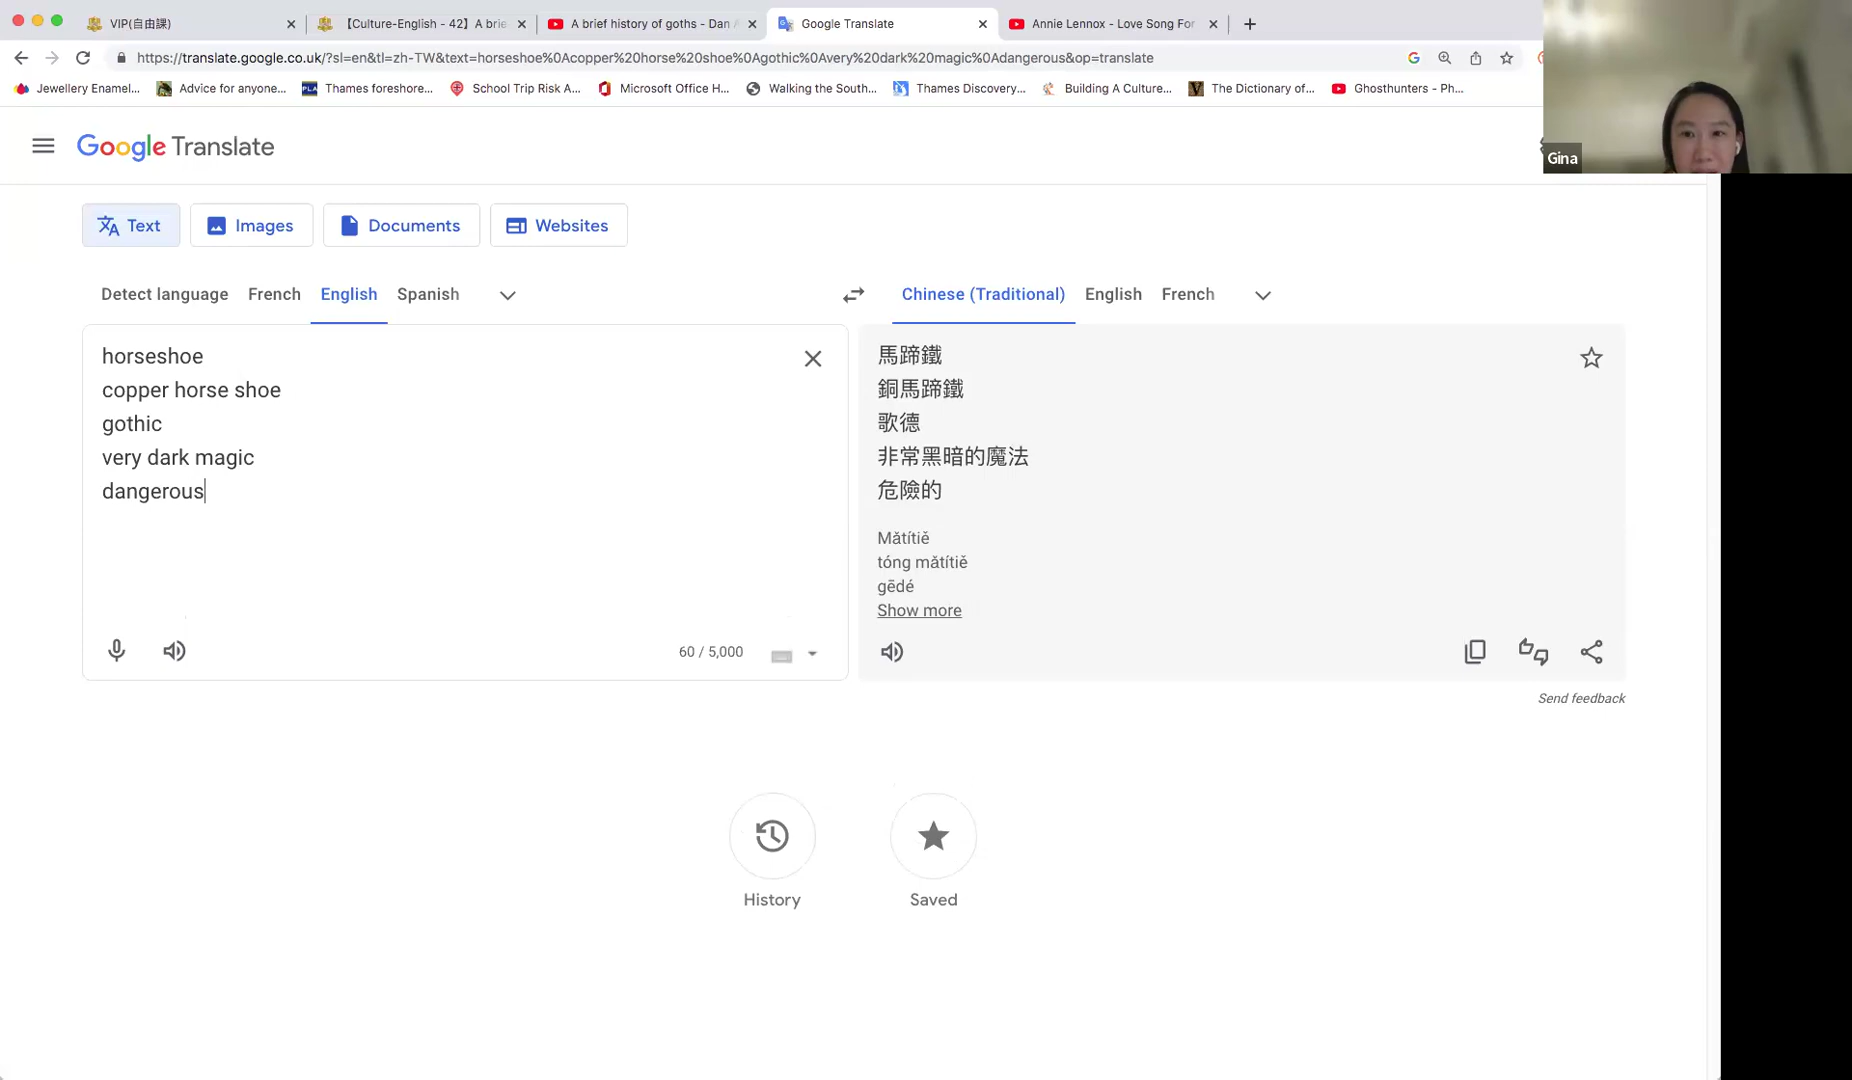 VIP(自由課)
【Culture-English - 42】A brie
A brief history of goths - Dan A
Google Translate
Annie Lennox - Love Song For
https://translate.google.co.uk/?sl=en&tl=zh-TW&text=horseshoe%0Acopper%20horse%20shoe%0Agothic%0Avery%20dark%20magic%0Adangerous&op=translate
Jewellery Enamel...
Advice for anyone...
PLA
Thames foreshore...
School Trip Risk A...
Microsoft Office H...
Walking the South...
Thames Discovery...
Building A Culture...
The Dictionary of...
Ghosthunters - Ph...
Gina
Google Translate
Text
Images
Documents
Websites
Detect language French English Spanish
Chinese (Traditional) English French
horseshoe
copper horse shoe
gothic
very dark magic
dangerous
60 / 5,000
馬蹄鐵
銅馬蹄鐵
歌德
非常黑暗的魔法
危險的
Mǎtítiě
tóng mǎtítiě
gēdé
Show more
Send feedback
History
Saved